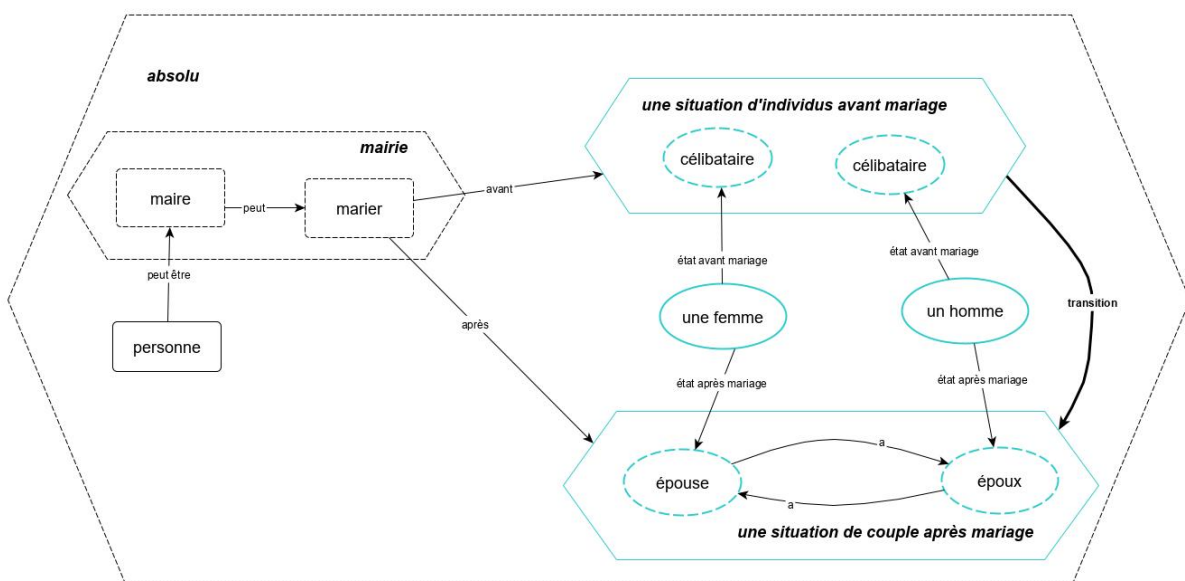 absolu
une situation d'individus avant mariage
mairie
célibataire
célibataire
maire
peut
marier
avant
état avant mariage
état avant mariage
peut être
personne
après
une femme
un homme
transition
état après mariage
état après mariage
a
épouse
époux
a
une situation de couple après mariage